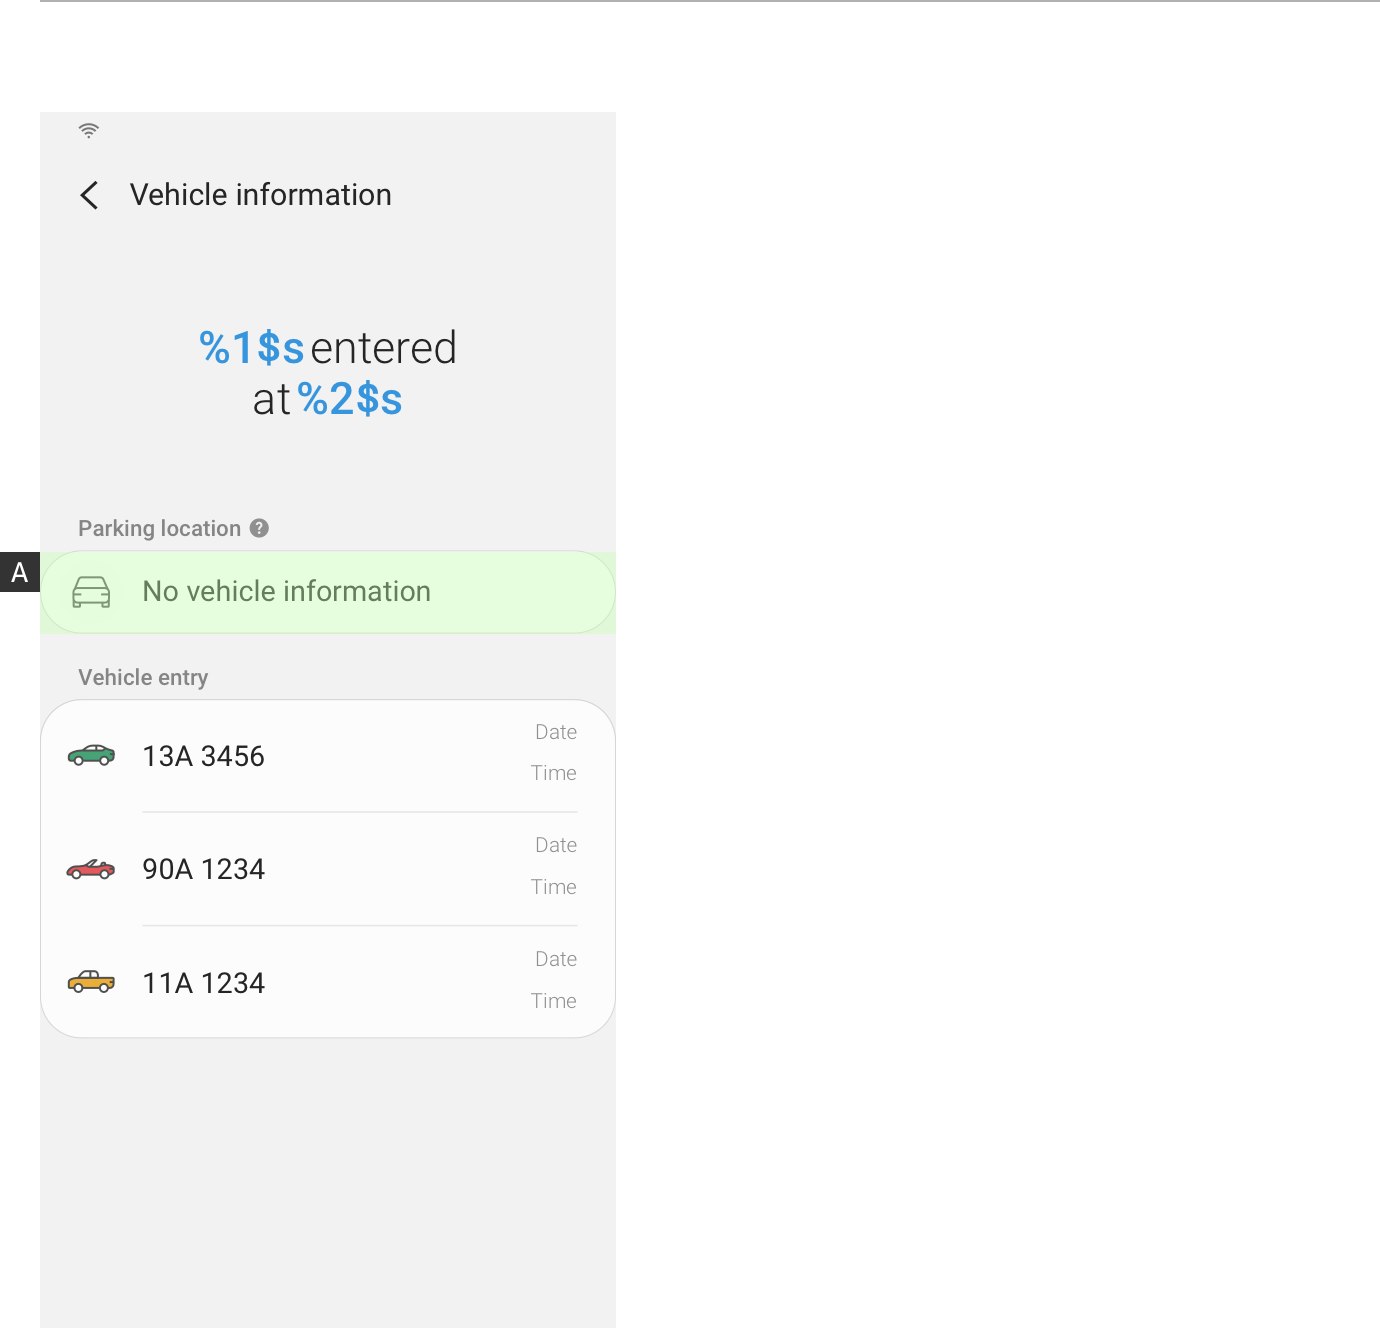 Vehicle information
%1$s entered
at %2$s
Parking location ?
A
No vehicle information
Vehicle entry
13A 3456
Date
Time
90A 1234
Date
Time
11A 1234
Date
Time